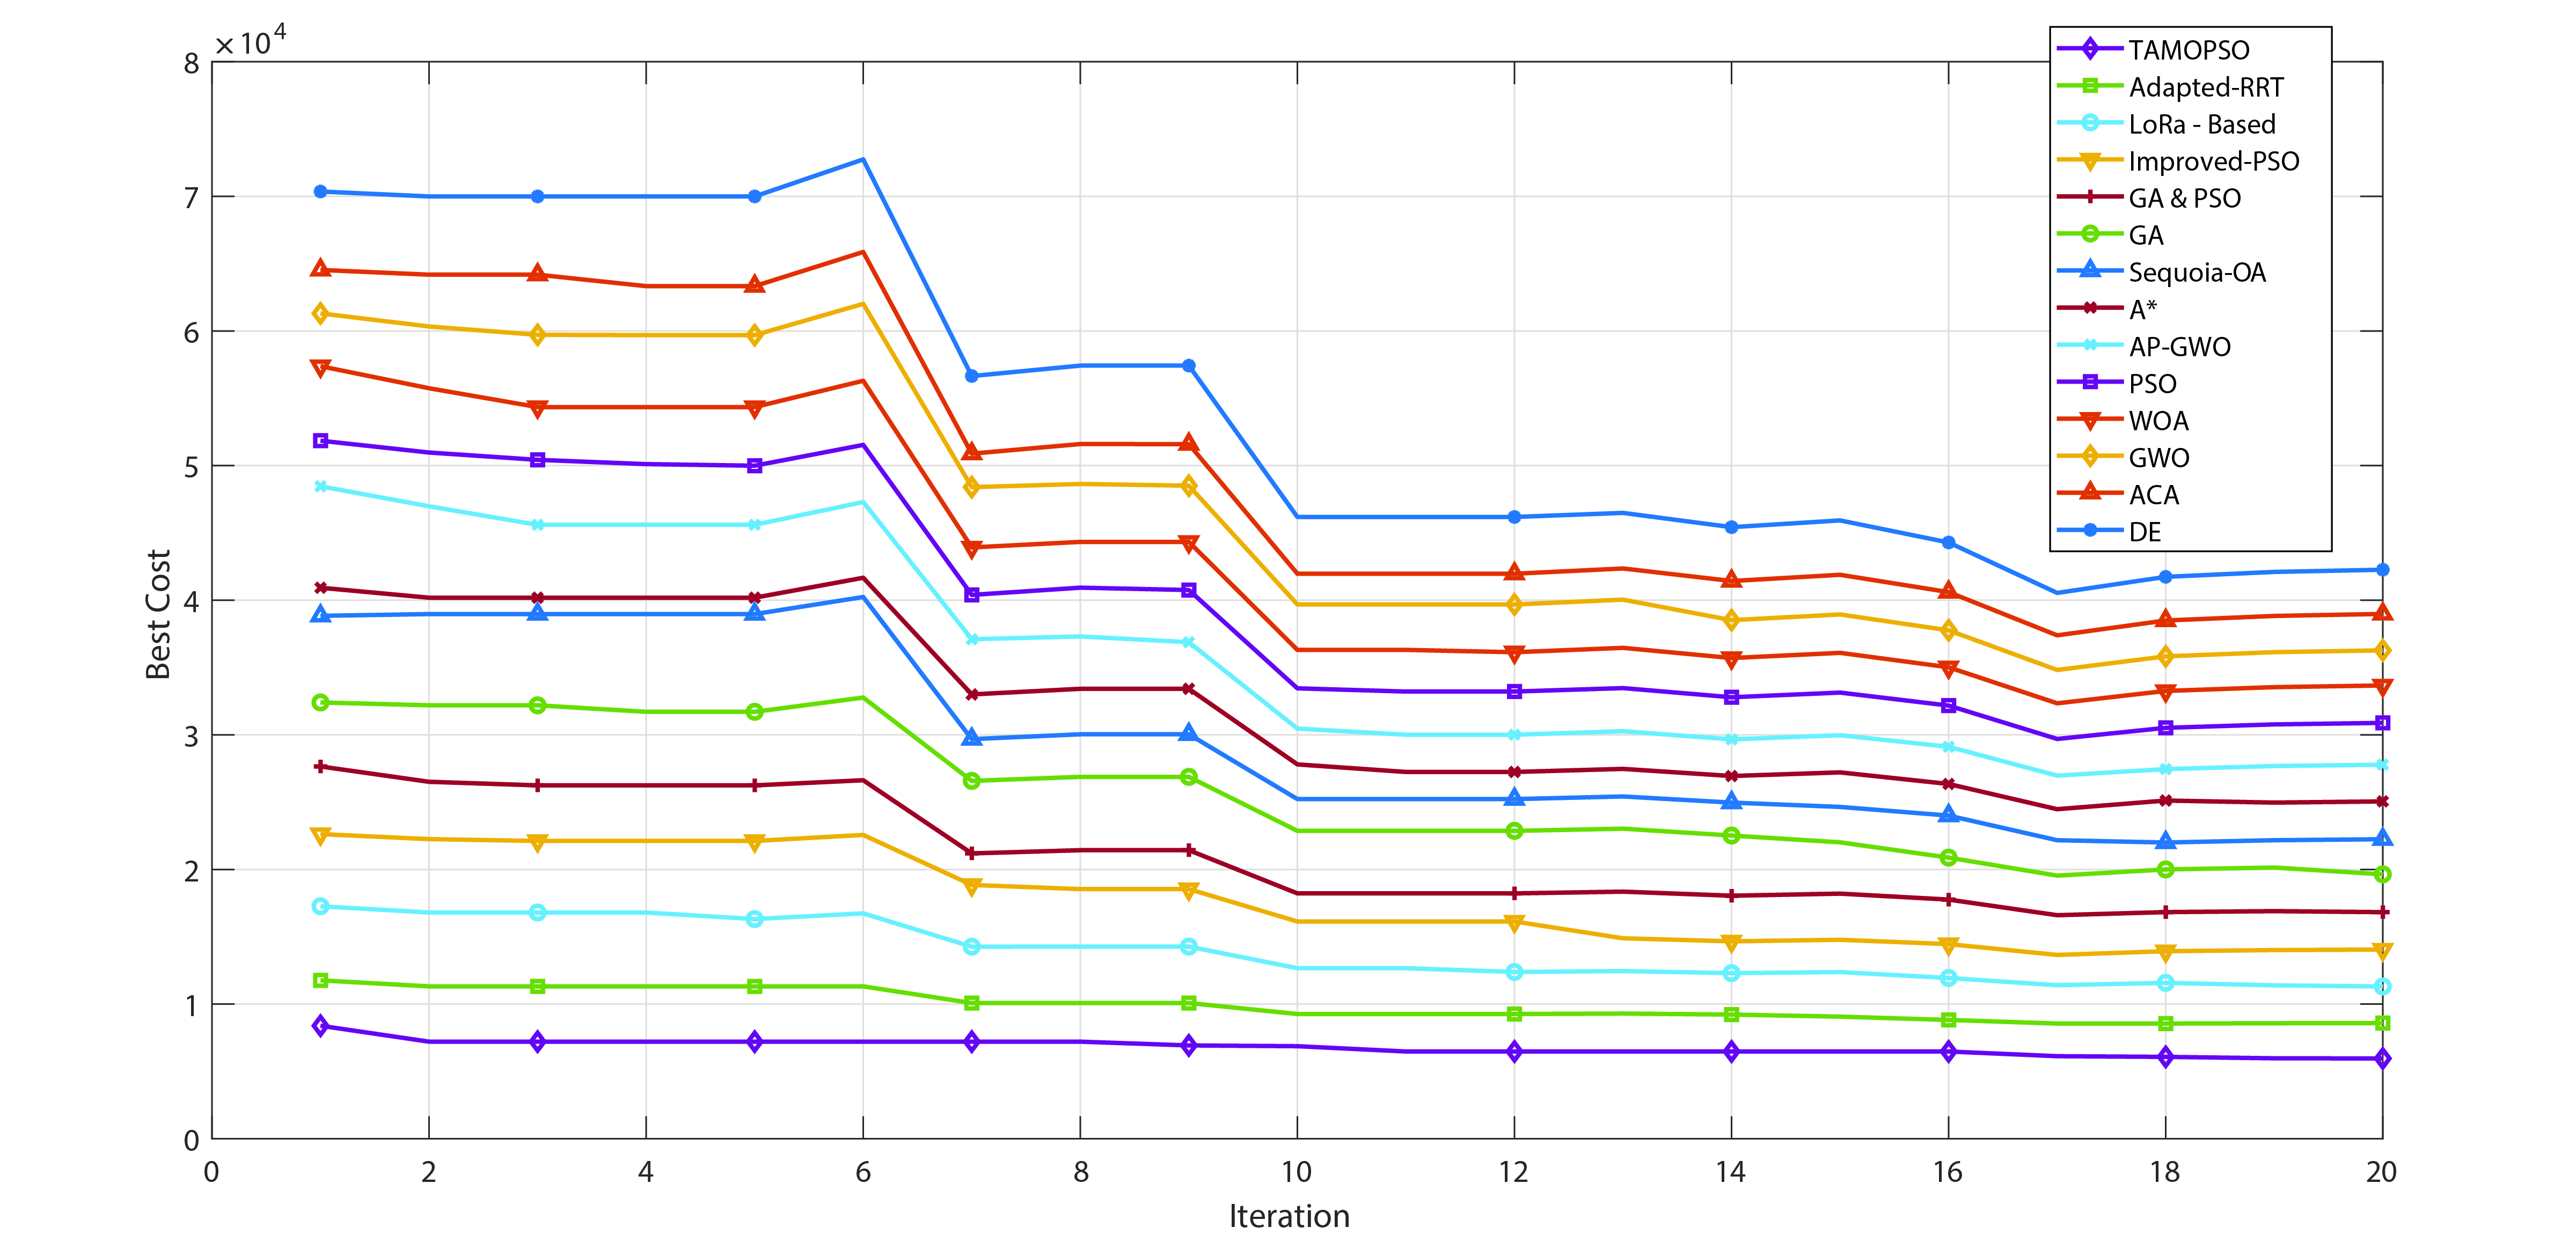 ×10⁴
8
7
6
5
4
3
2
1
0
0 2 4 6 8 10 12 14 16 18 20
Best Cost
Iteration
TAMOPSO
Adapted-RRT
LoRa - Based
Improved-PSO
GA & PSO
GA
Sequoia-OA
A*
AP-GWO
PSO
WOA
GWO
ACA
DE